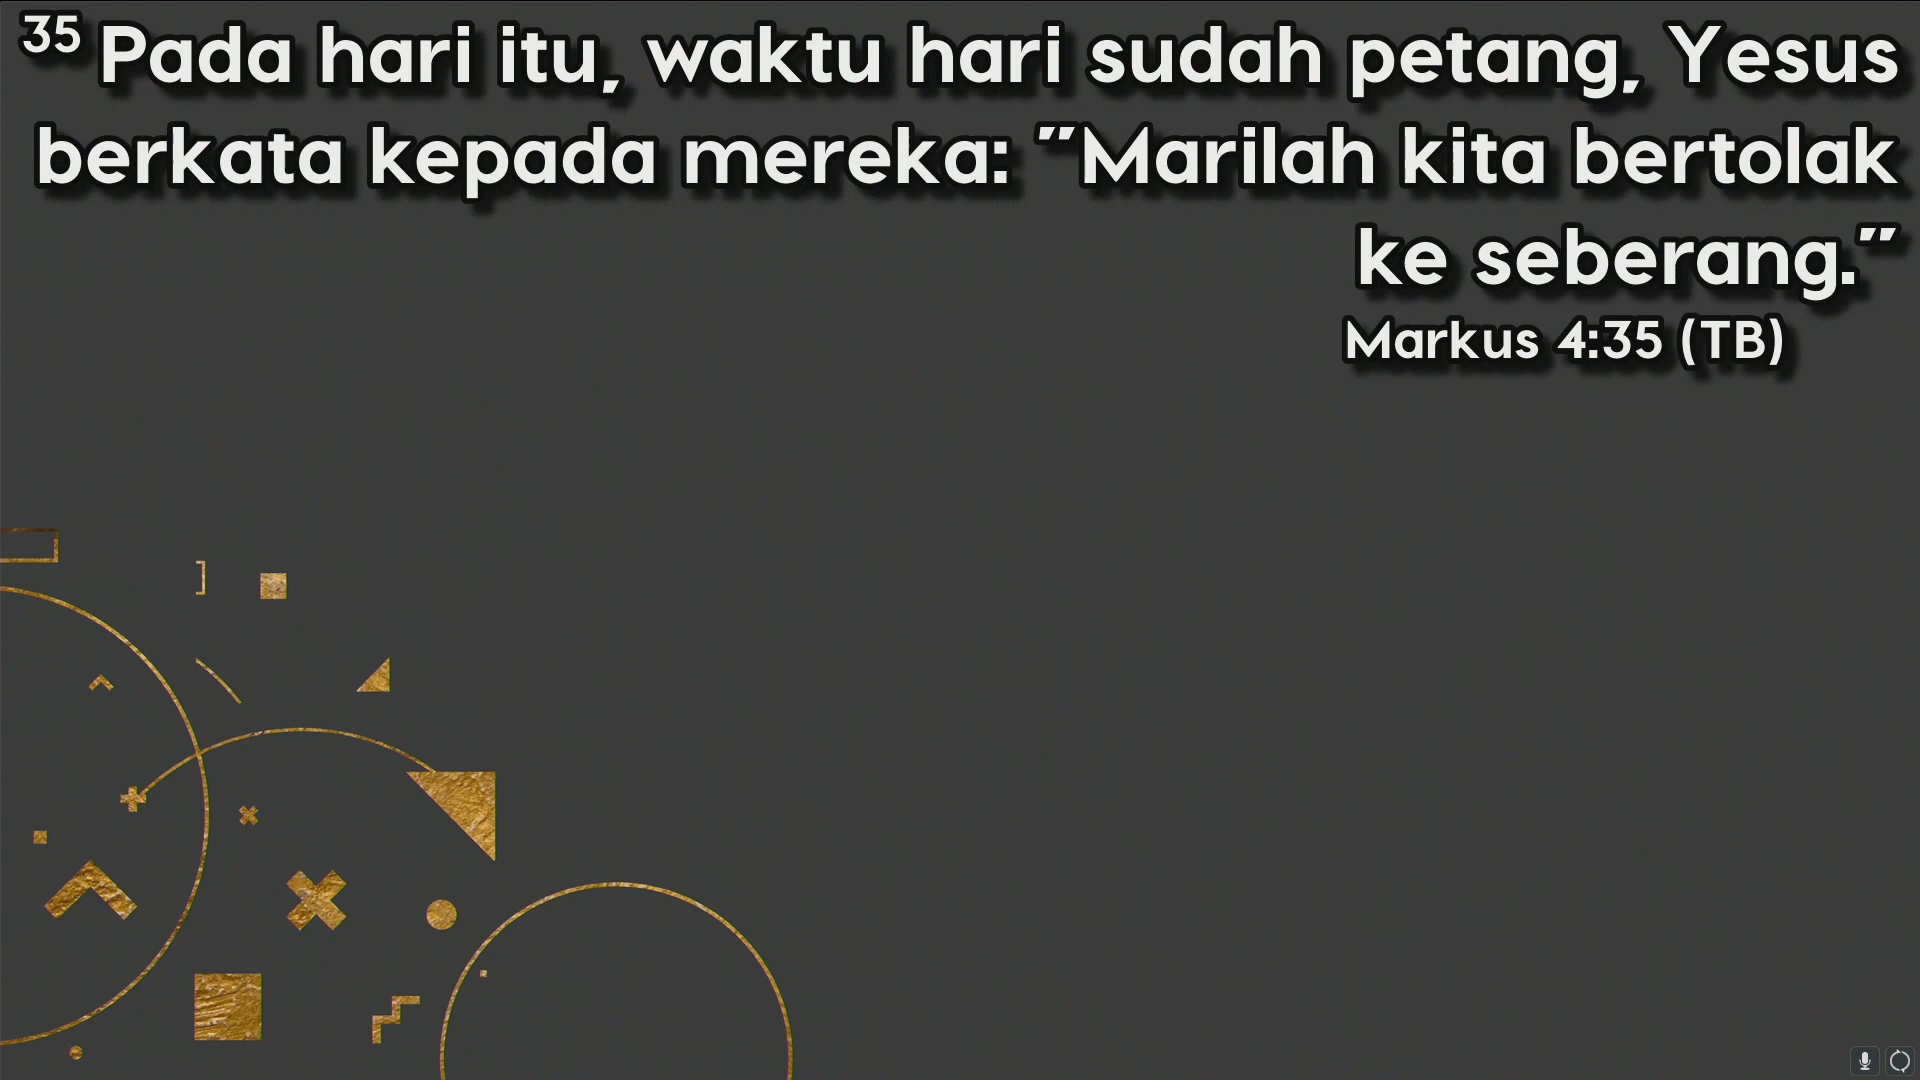 35 Pada hari itu, waktu hari sudah petang, Yesus
berkata kepada mereka: "Marilah kita bertolak
ke seberang."
Markus 4:35 (TB)